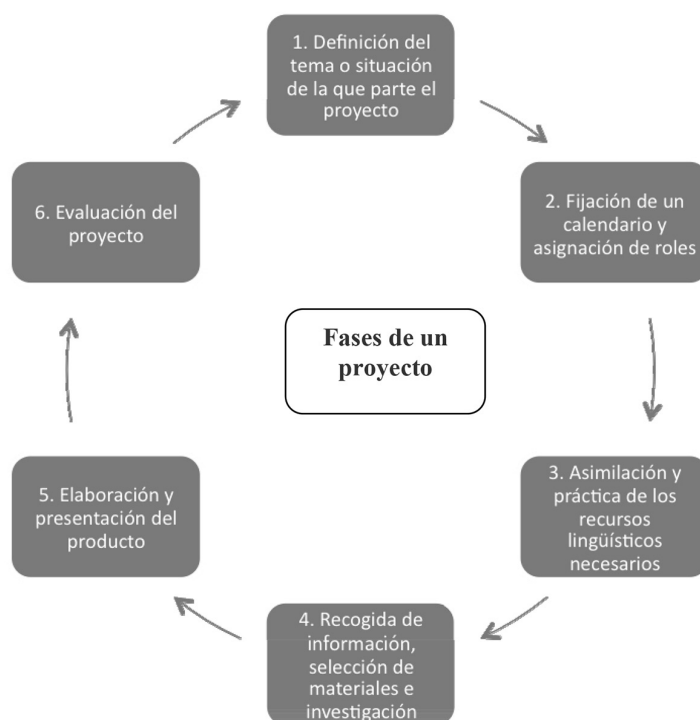 1. Definición del
tema o situación
de la que parte el
proyecto
2. Fijación de un
calendario y
asignación de roles
3. Asimilación y
práctica de los
recursos
lingüísticos
necesarios
4. Recogida de
información,
selección de
materiales e
investigación
5. Elaboración y
presentación del
producto
6. Evaluación del
proyecto
Fases de un
proyecto